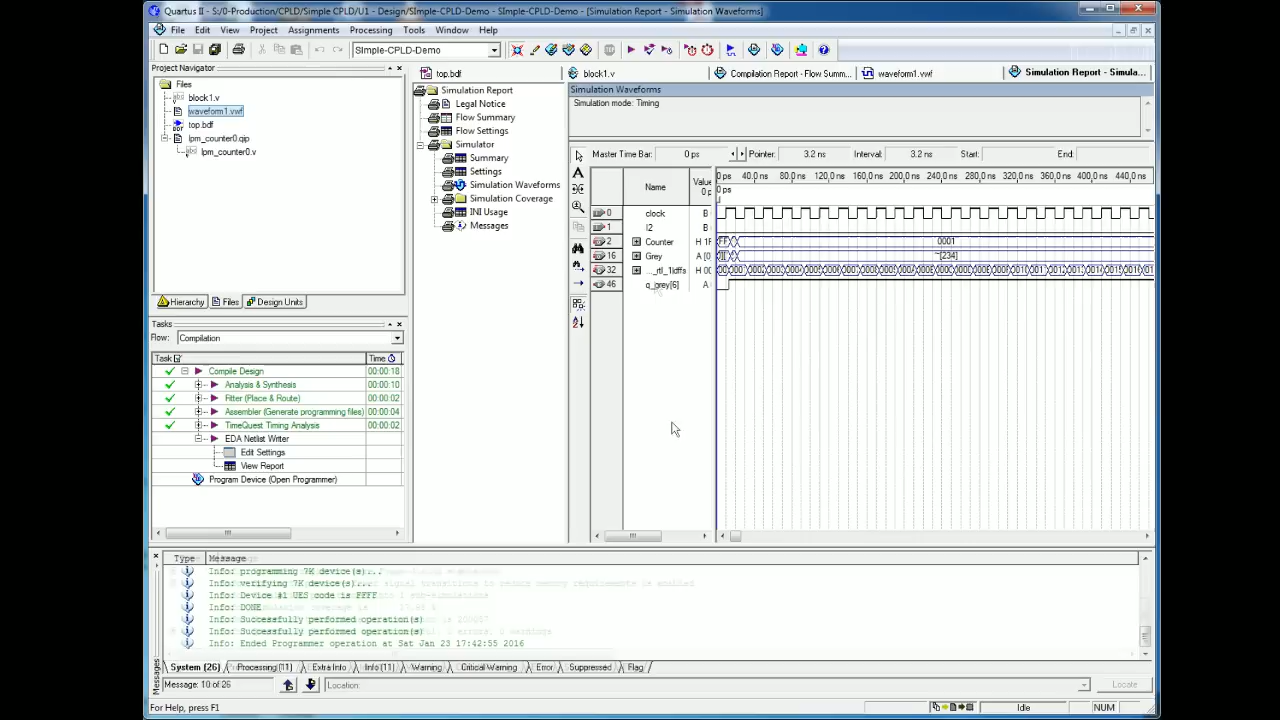 Quartus II - S:/0-Production/CPLD/Simple CPLD/U1 - Design/SImple-CPLD-Demo - SImple-CPLD-Demo - [Simulation Report - Simulation Waveforms]
File Edit View Project Assignments Processing Tools Window Help
SImple-CPLD-Demo
Project Navigator
Files
block1.v
waveform1.vwf
top.bdf
lpm_counter0.qip
lpm_counter0.v
Hierarchy Files Design Units
Tasks
Flow: Compilation
Task Time
Compile Design 00:00:18
Analysis & Synthesis 00:00:10
Fitter (Place & Route) 00:00:02
Assembler (Generate programming files) 00:00:04
TimeQuest Timing Analysis 00:00:02
EDA Netlist Writer
Edit Settings
View Report
Program Device (Open Programmer)
top.bdf block1.v Compilation Report - Flow Summ... waveform1.vwf Simulation Report - Simula...
Simulation Report
Legal Notice
Flow Summary
Flow Settings
Simulator
Summary
Settings
Simulation Waveforms
Simulation Coverage
INI Usage
Messages
Simulation Waveforms
Simulation mode: Timing
Master Time Bar: 0 ps Pointer: 3.2 ns Interval: 3.2 ns Start: End:
Name
0 ps 40.0 ns 80.0 ns 120.0 ns 160.0 ns 200.0 ns 240.0 ns 280.0 ns 320.0 ns 360.0 ns 400.0 ns 440.0 ns
0 ps
0 clock B
1 I2 B
2 Counter H 1F 0001
16 Grey A [0] ~[234]
32 ..._rtl_1|dffs H 00
46 q_grey[6] A
Type Message
Info: programming 7K device(s)...
Info: verifying 7K device(s)...
Info: Device #1 UES code is FFFF
Info: DONE
Info: Successfully performed operation(s)
Info: Successfully performed operation(s)
Info: Ended Programmer operation at Sat Jan 23 17:42:55 2016
System (26) Processing (11) Extra Info Info (11) Warning Critical Warning Error Suppressed Flag
Messages
Message: 10 of 26 Location: Locate
For Help, press F1 Idle NUM